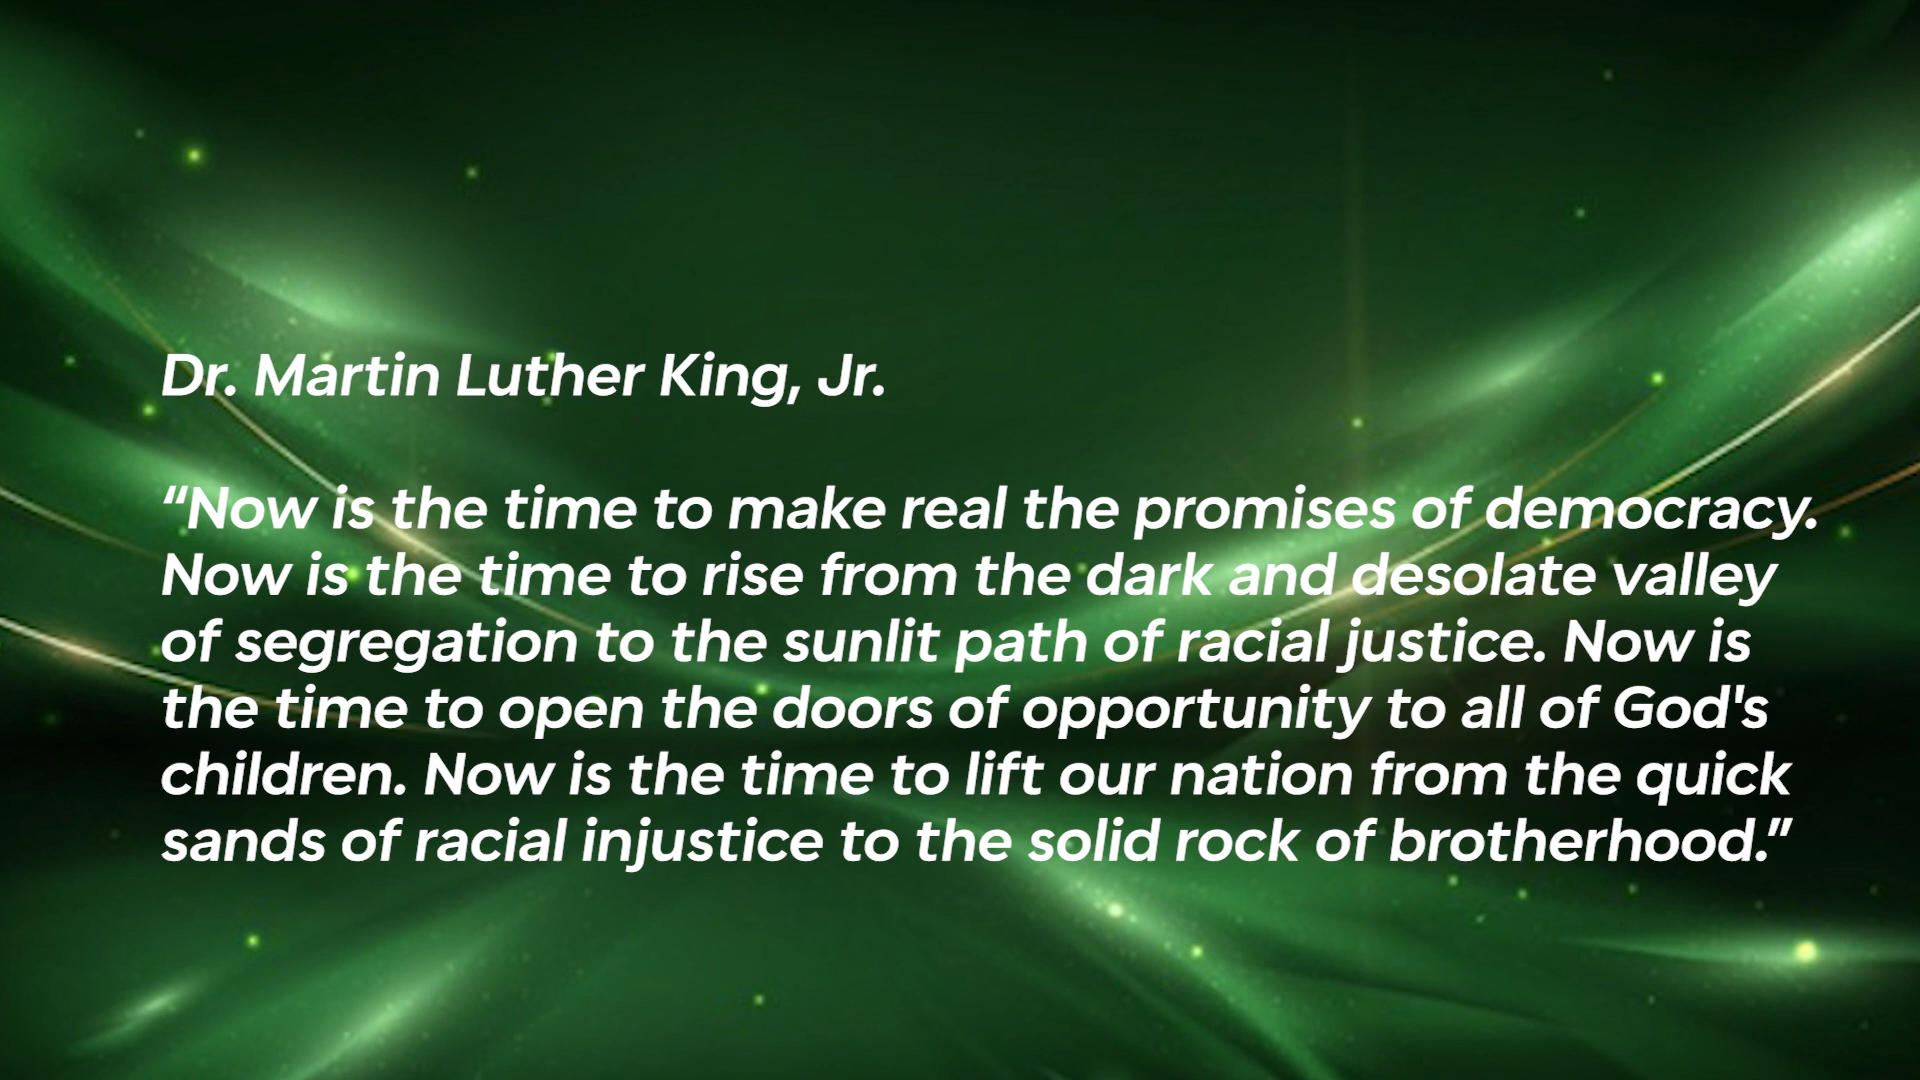 Dr. Martin Luther King, Jr.
“Now is the time to make real the promises of democracy.
Now is the time to rise from the dark and desolate valley
of segregation to the sunlit path of racial justice. Now is
the time to open the doors of opportunity to all of God's
children. Now is the time to lift our nation from the quick
sands of racial injustice to the solid rock of brotherhood.”